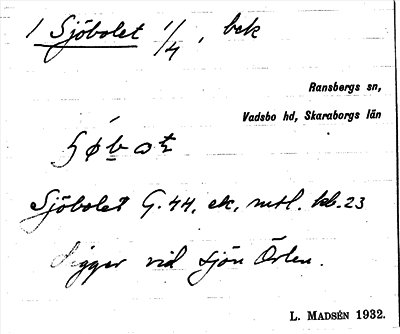 1 Sjöbolet 1/4, bek
Ransbergs sn,
Vadsbo hd, Skaraborgs län
Sjöbolet G. 44. ek, mtl. kb. 23
ligger vid sjön Örlen.
L. MADSÉN 1932.